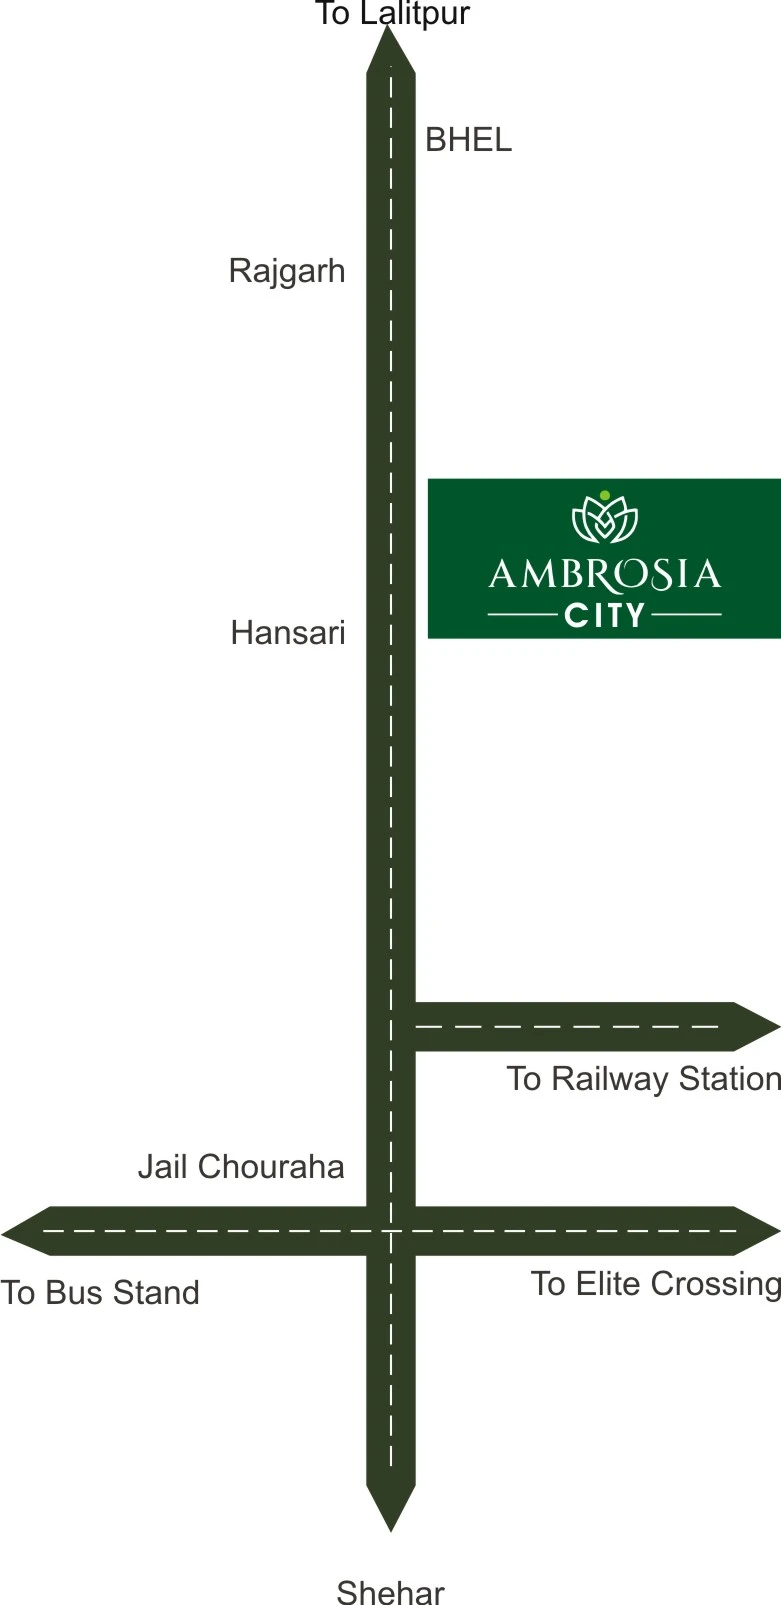 To Lalitpur
BHEL
Rajgarh
AMBROSIA
CITY
Hansari
To Railway Station
Jail Chouraha
To Elite Crossing
To Bus Stand
Shehar